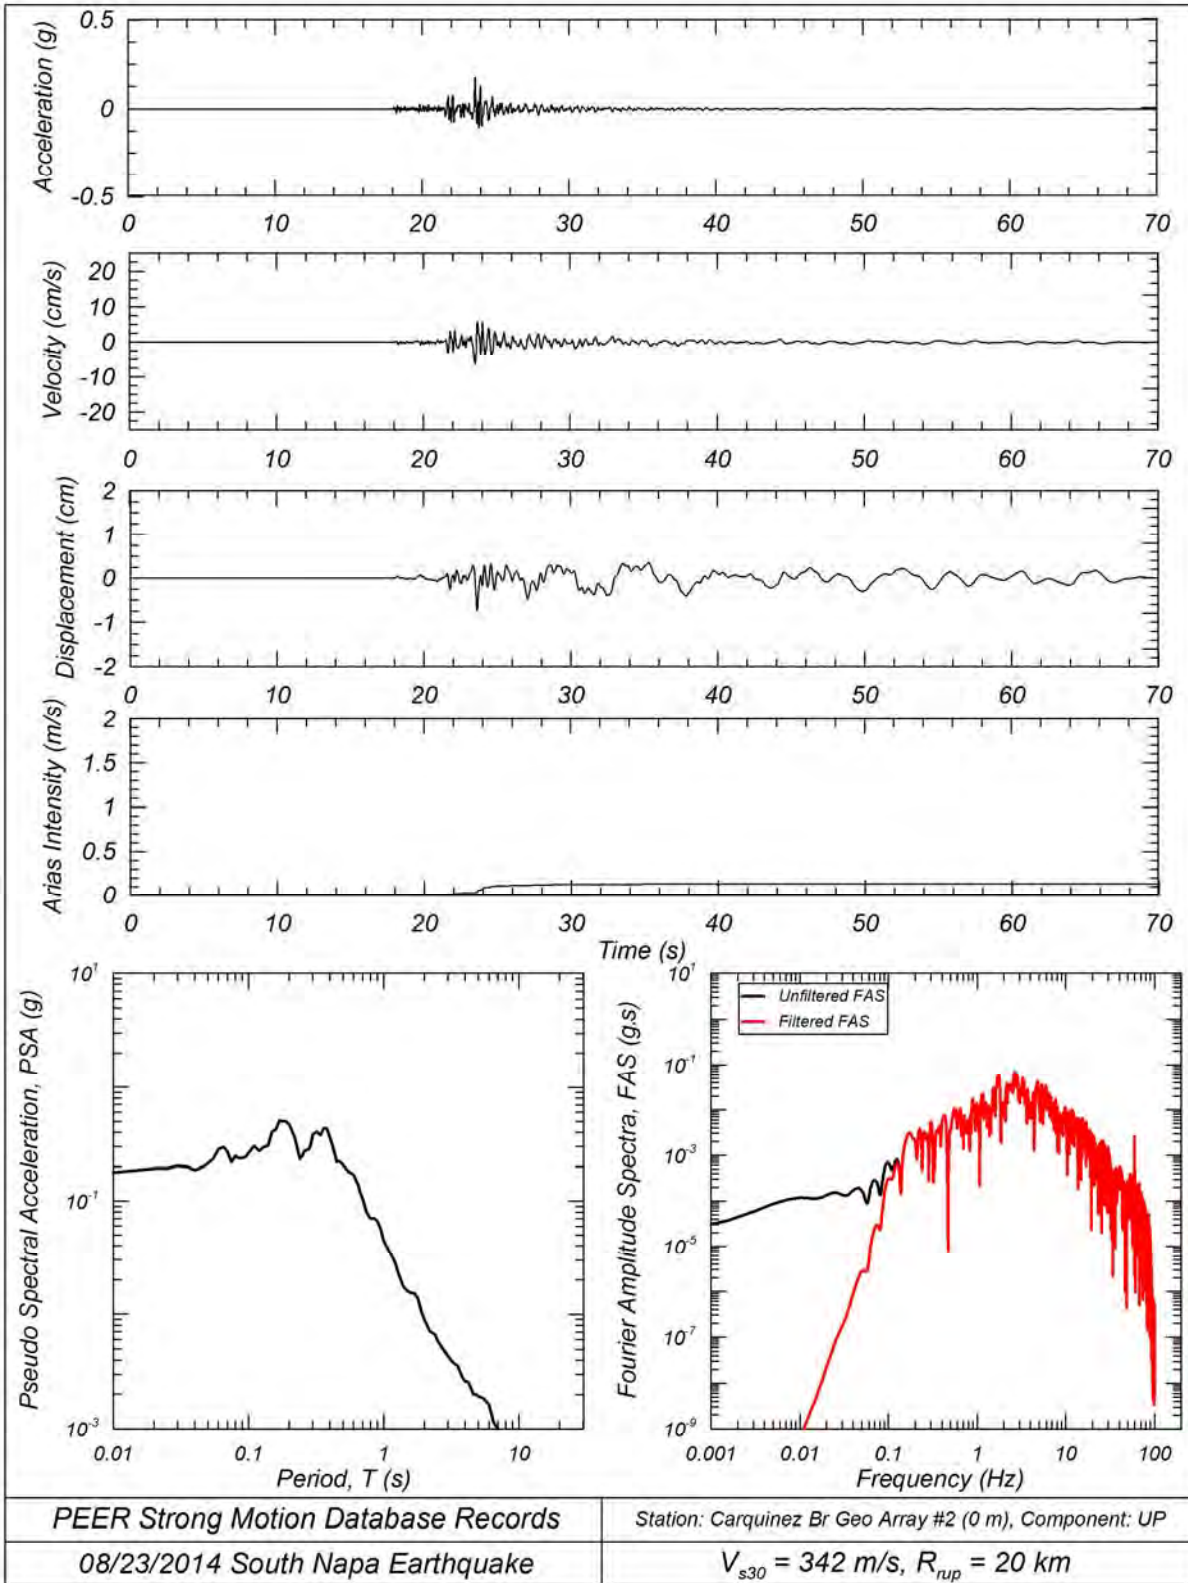 Acceleration (g)
0.5
0
-0.5
0 10 20 30 40 50 60 70
Velocity (cm/s)
20
10
0
-10
-20
0 10 20 30 40 50 60 70
Displacement (cm)
2
1
0
-1
-2
0 10 20 30 40 50 60 70
Arias Intensity (m/s)
2
1.5
1
0.5
0
0 10 20 30 40 50 60 70
Time (s)
Pseudo Spectral Acceleration, PSA (g)
10¹
10⁻¹
10⁻³
0.01 0.1 1 10
Period, T (s)
Fourier Amplitude Spectra, FAS (g.s)
10¹
10⁻¹
10⁻³
10⁻⁵
10⁻⁷
10⁻⁹
Unfiltered FAS
Filtered FAS
0.001 0.01 0.1 1 10 100
Frequency (Hz)
PEER Strong Motion Database Records
Station: Carquinez Br Geo Array #2 (0 m), Component: UP
08/23/2014 South Napa Earthquake
Vs30 = 342 m/s, Rrup = 20 km